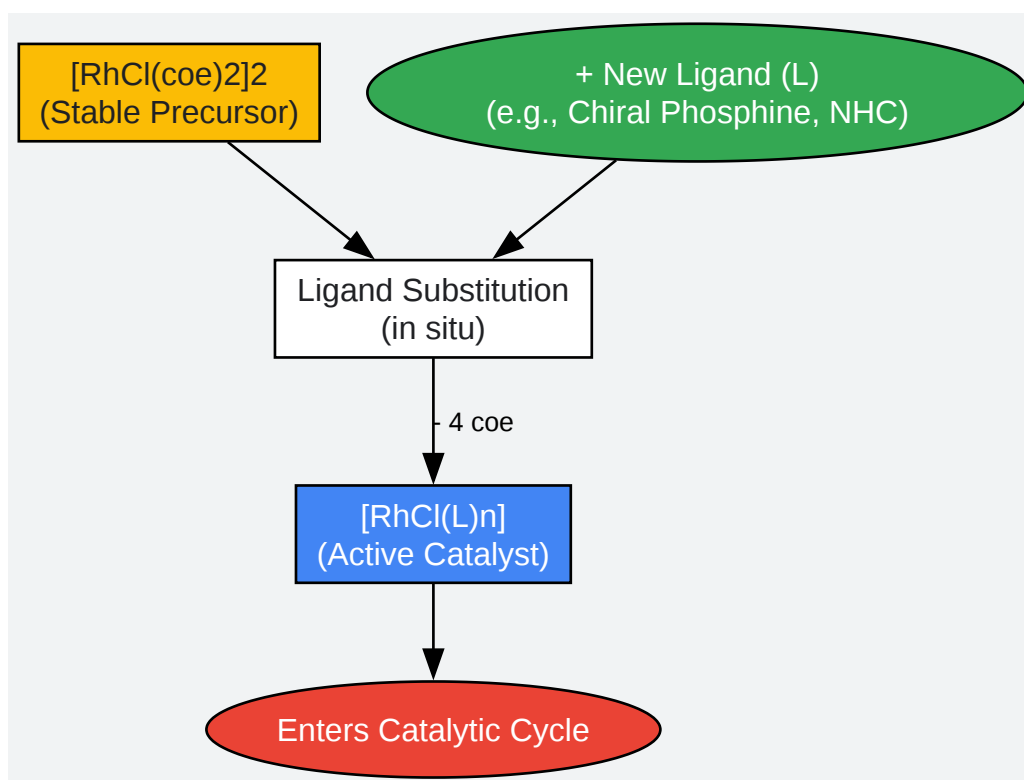 [RhCl(coe)2]2
(Stable Precursor)
+ New Ligand (L)
(e.g., Chiral Phosphine, NHC)
Ligand Substitution
(in situ)
- 4 coe
[RhCl(L)n]
(Active Catalyst)
Enters Catalytic Cycle